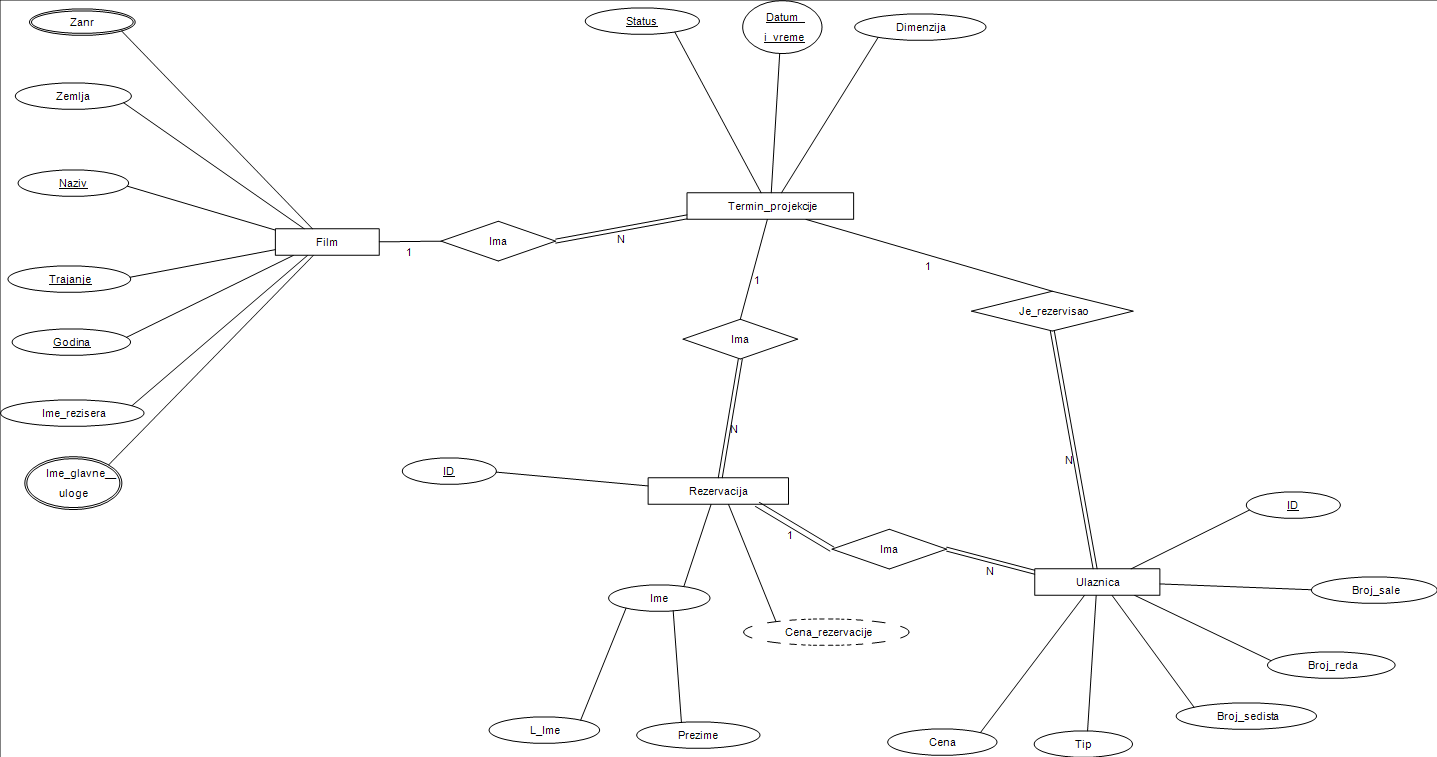 Zanr
Status
Datum_
i_vreme
Dimenzija
Zemlja
Naziv
Termin_projekcije
Film
1
Ima
N
Trajanje
1
1
Je_rezervisao
Godina
Ima
Ime_rezisera
N
N
Ime_glavne_
uloge
ID
Rezervacija
ID
1
Ima
N
Ulaznica
Broj_sale
Ime
Cena_rezervacije
Broj_reda
Broj_sedista
L_Ime
Prezime
Cena
Tip